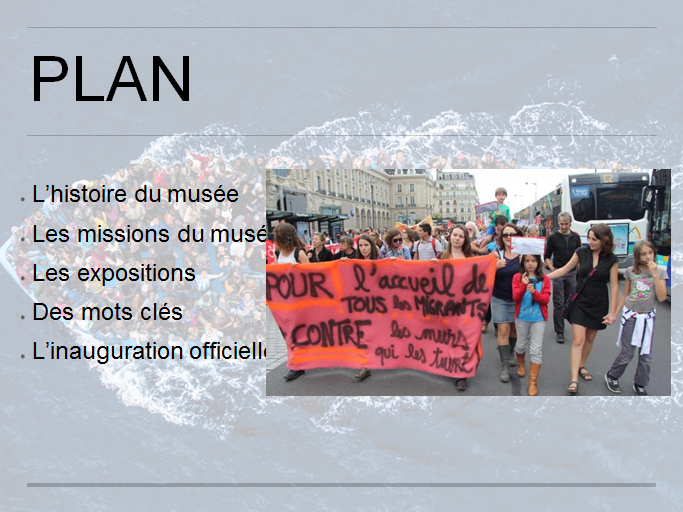 PLAN
L’histoire du musée
Les missions du musé
Les expositions
Des mots clés
L’inauguration officielle
POUR l'accueil de
TOUS les MIGRANTS
CONTRE les murs
qui les tuent